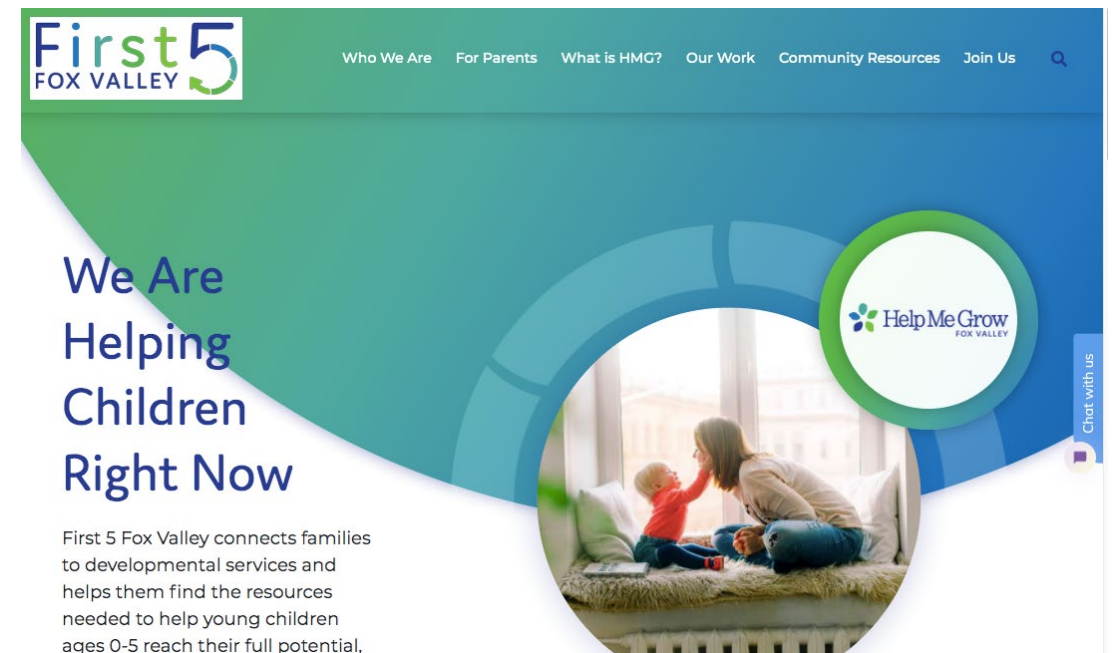 First 5
FOX VALLEY
Who We Are For Parents What is HMG? Our Work Community Resources Join Us
We Are
Helping
Children
Right Now
HelpMeGrow
FOX VALLEY
Chat with us
First 5 Fox Valley connects families
to developmental services and
helps them find the resources
needed to help young children
ages 0-5 reach their full potential,